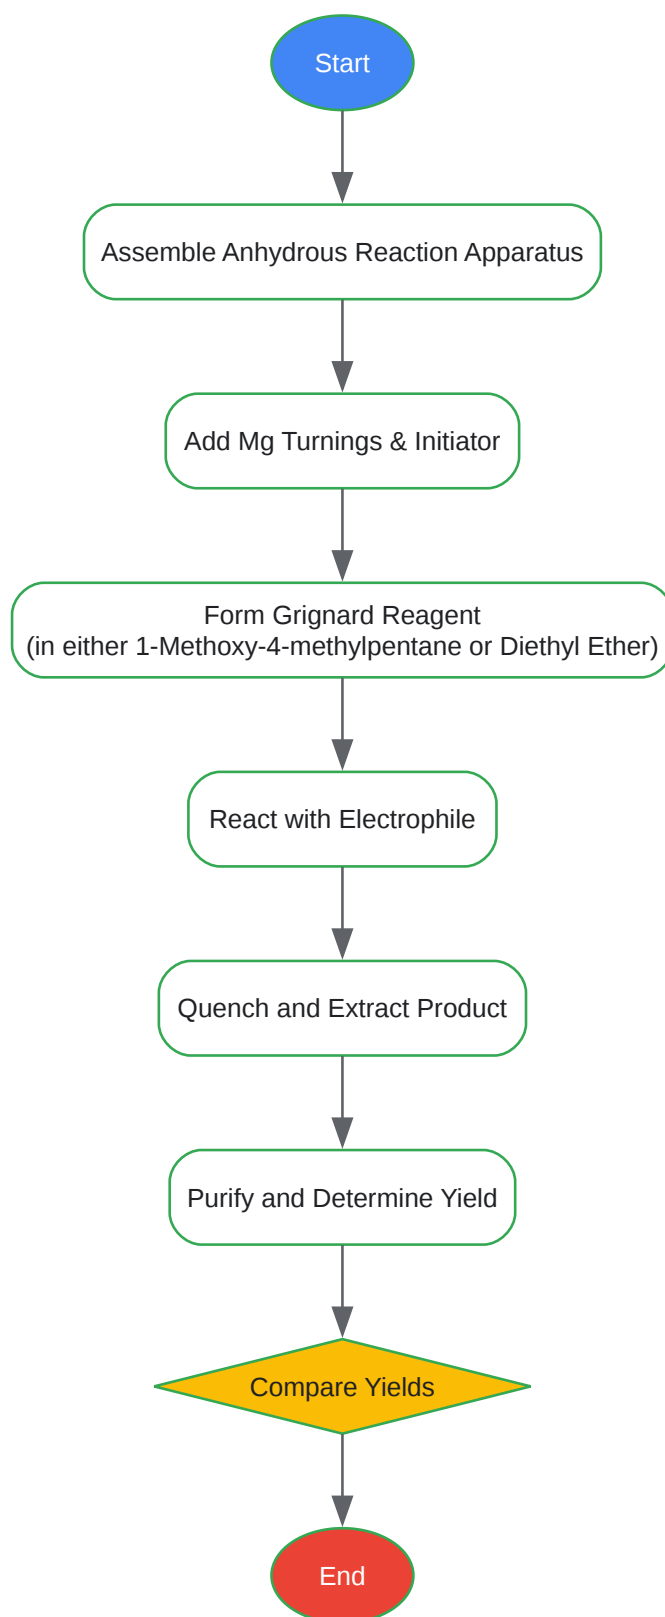 Start
Assemble Anhydrous Reaction Apparatus
Add Mg Turnings & Initiator
Form Grignard Reagent
(in either 1-Methoxy-4-methylpentane or Diethyl Ether)
React with Electrophile
Quench and Extract Product
Purify and Determine Yield
Compare Yields
End